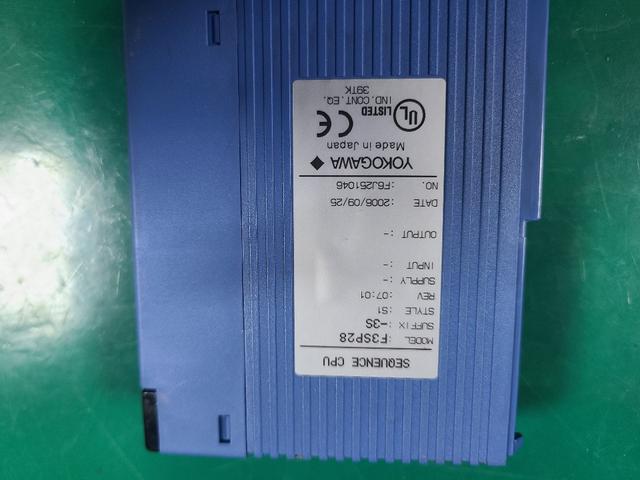 SEQUENCE CPU
MODEL :F3SP28
SUFFIX :-3S
STYLE :S1
REV :07:01
SUPPLY :-
INPUT :-
OUTPUT :-
DATE :2006/09/25
NO. :F6J251046
YOKOGAWA
Made in Japan
CE
UL LISTED
IND.CONT.EQ.
39TK